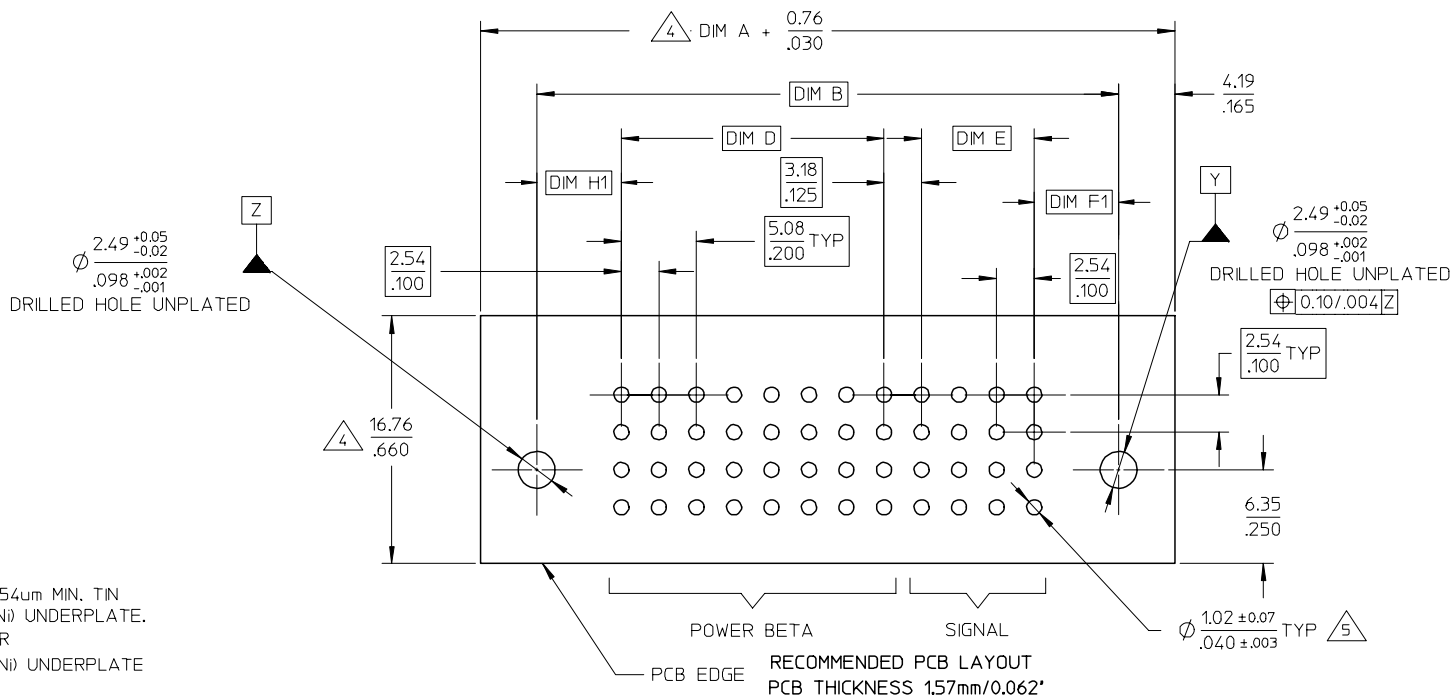 4 DIM A + 0.76
.030
DIM B
4.19
.165
DIM D
DIM E
3.18
.125
DIM H1
DIM F1
Z
Y
Ø 2.49 +0.05
-0.02
.098 +.002
-.001
DRILLED HOLE UNPLATED
5.08 TYP
.200
2.54
.100
2.54
.100
Ø 2.49 +0.05
-0.02
.098 +.002
-.001
DRILLED HOLE UNPLATED
⌖ 0.10/.004 Z
2.54 TYP
.100
4 16.76
.660
6.35
.250
54um MIN. TIN
Ni) UNDERPLATE.
R
Ni) UNDERPLATE
POWER BETA
SIGNAL
Ø 1.02 ±0.07 TYP 5
.040 ±.003
PCB EDGE
RECOMMENDED PCB LAYOUT
PCB THICKNESS 1.57mm/0.062"